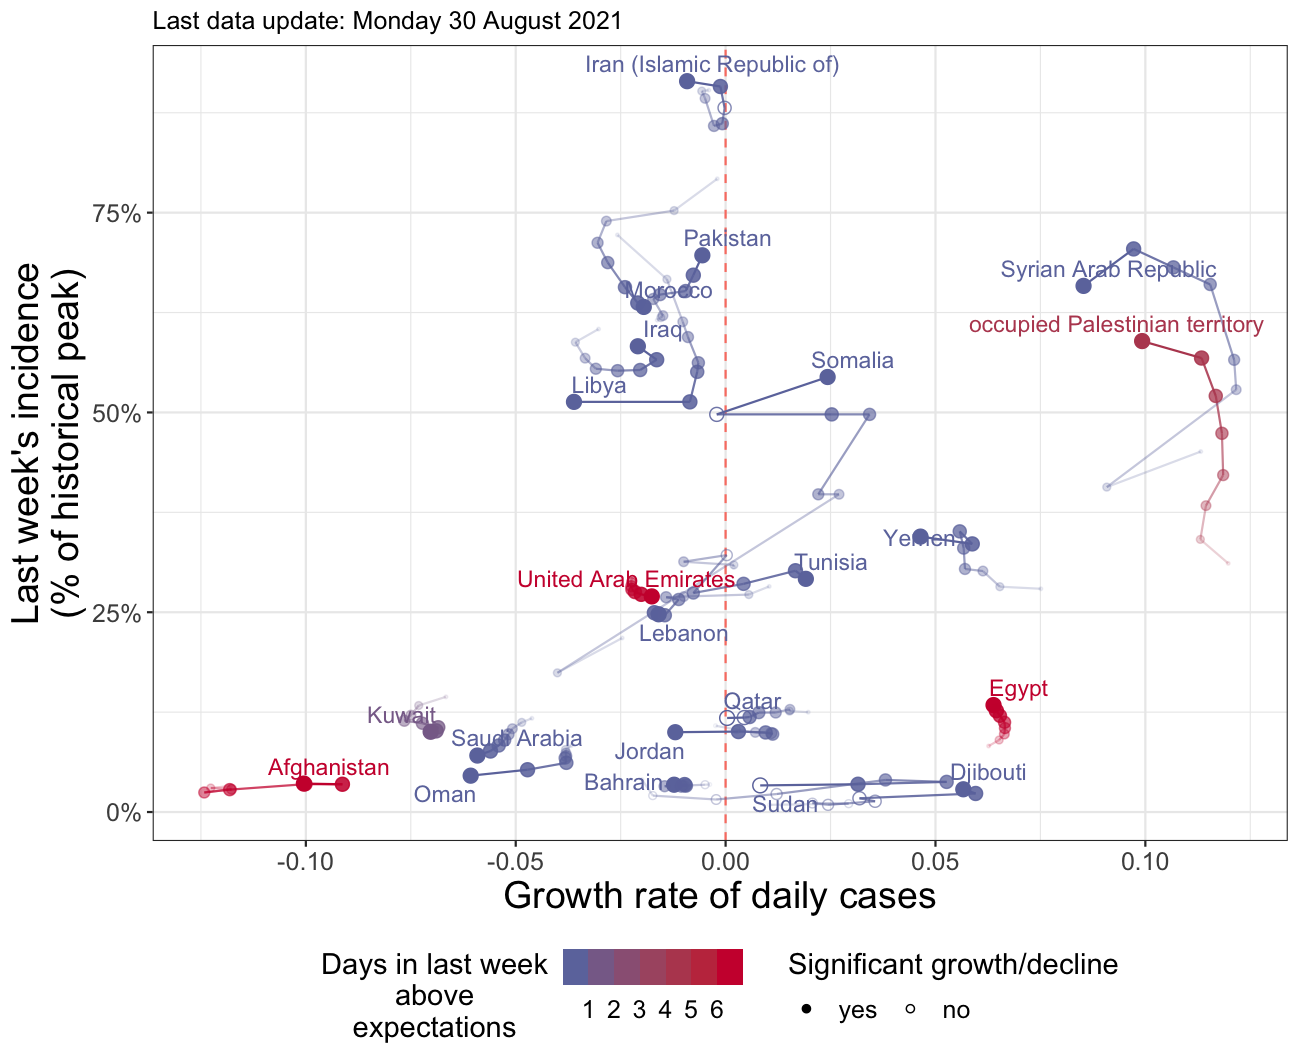 Last data update: Monday 30 August 2021
Iran (Islamic Republic of)
75%
Pakistan
Syrian Arab Republic
Morocco
occupied Palestinian territory
Iraq
Somalia
Libya
50%
Last week's incidence
(% of historical peak)
Yemen
Tunisia
United Arab Emirates
25%
Lebanon
Egypt
Qatar
Kuwait
Saudi Arabia
Jordan
Afghanistan
Djibouti
Bahrain
Oman
Sudan
0%
-0.10 -0.05 0.00 0.05 0.10
Growth rate of daily cases
Days in last week
above
expectations
1 2 3 4 5 6
Significant growth/decline
yes no